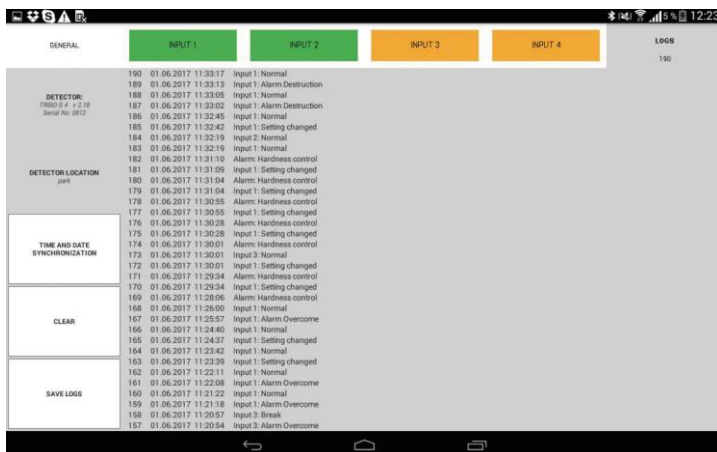 5% 12:23
GENERAL
INPUT 1
INPUT 2
INPUT 3
INPUT 4
LOGS
190
DETECTOR:
TRIBO-S 4 v 2.18
Serial No: 0812
DETECTOR LOCATION
park
TIME AND DATE
SYNCHRONIZATION
CLEAR
SAVE LOGS
190 01.06.2017 11:33:17 Input 1: Normal
189 01.06.2017 11:33:13 Input 1: Alarm Destruction
188 01.06.2017 11:33:05 Input 1: Normal
187 01.06.2017 11:33:02 Input 1: Alarm Destruction
186 01.06.2017 11:32:45 Input 1: Normal
185 01.06.2017 11:32:42 Input 1: Setting changed
184 01.06.2017 11:32:19 Input 2: Normal
183 01.06.2017 11:32:19 Input 1: Normal
182 01.06.2017 11:31:10 Alarm: Hardness control
181 01.06.2017 11:31:09 Input 1: Setting changed
180 01.06.2017 11:31:04 Alarm: Hardness control
179 01.06.2017 11:31:04 Input 1: Setting changed
178 01.06.2017 11:30:55 Alarm: Hardness control
177 01.06.2017 11:30:55 Input 1: Setting changed
176 01.06.2017 11:30:28 Alarm: Hardness control
175 01.06.2017 11:30:28 Input 1: Setting changed
174 01.06.2017 11:30:01 Alarm: Hardness control
173 01.06.2017 11:30:01 Input 3: Normal
172 01.06.2017 11:30:01 Input 1: Setting changed
171 01.06.2017 11:29:34 Alarm: Hardness control
170 01.06.2017 11:29:34 Input 1: Setting changed
169 01.06.2017 11:28:06 Alarm: Hardness control
168 01.06.2017 11:26:00 Input 1: Normal
167 01.06.2017 11:25:57 Input 1: Alarm Overcome
166 01.06.2017 11:24:40 Input 1: Normal
165 01.06.2017 11:24:37 Input 1: Setting changed
164 01.06.2017 11:23:42 Input 1: Normal
163 01.06.2017 11:23:39 Input 1: Setting changed
162 01.06.2017 11:22:11 Input 1: Normal
161 01.06.2017 11:22:08 Input 1: Alarm Overcome
160 01.06.2017 11:21:22 Input 1: Normal
159 01.06.2017 11:21:18 Input 1: Alarm Overcome
158 01.06.2017 11:20:57 Input 3: Break
157 01.06.2017 11:20:54 Input 3: Alarm Overcome